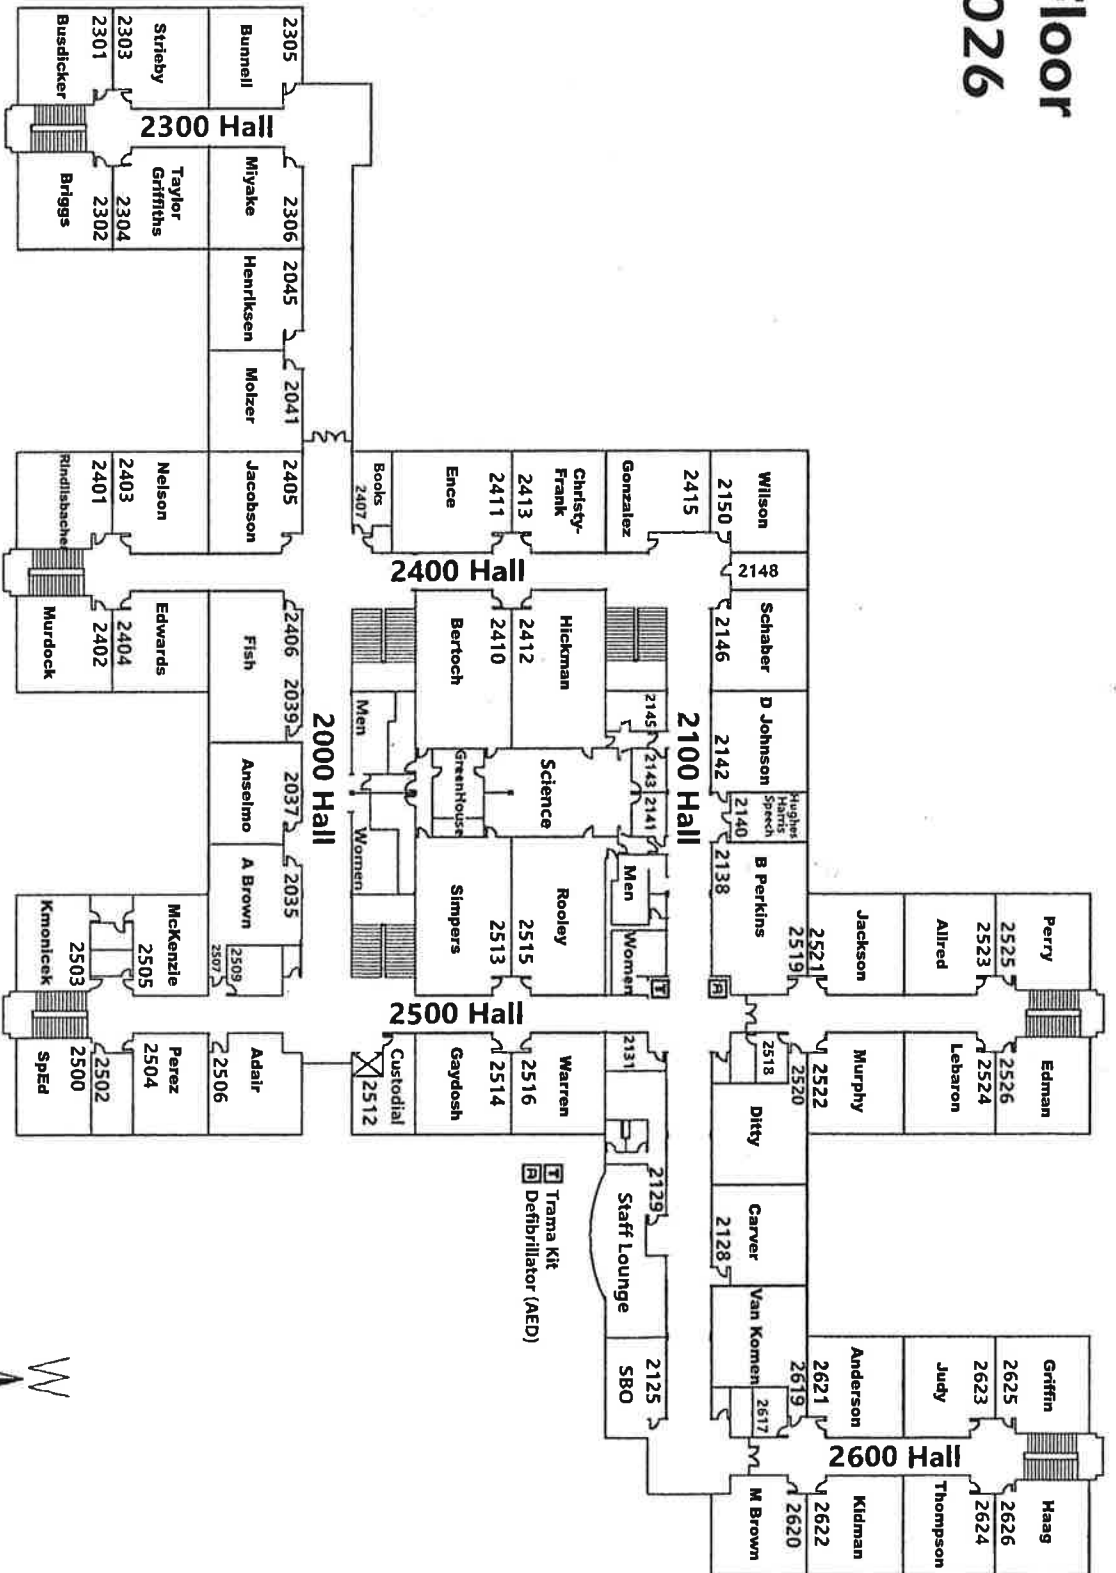 Floor
026
Busdicker
2301
2303
Strieby
Bunnell
2305
2300 Hall
Briggs
2302
2304
Taylor
Griffiths
Miyake
2306
Henriksen
2045
Molzer
2041
Rindlisbacher
2401
2403
Nelson
Jacobson
2405
Books
2407
Ence
2411
2413
Christy-
Frank
Gonzalez
2415
2150
Wilson
2400 Hall
2148
Murdock
2402
2404
Edwards
Fish
2406
2039
Bertoch
2410
2412
Hickman
2146
Schaber
2000 Hall
Men
2145
2100 Hall
2142
D Johnson
Anselmo
2037
GreenHouse
Science
2143
2141
2140
Hughes
Harris
Speech
A Brown
2035
Women
Simpers
2513
2515
Rooley
Men
Women
T
A
2138
B Perkins
2519
2521
Jackson
Allred
2523
2525
Perry
Kmonicek
2503
2505
McKenzie
2507
2509
2500 Hall
SpEd
2500
2502
2504
Perez
2506
Adair
Custodial
2512
Gaydosh
2514
2516
Warren
2131
2518
2520
2522
Murphy
Lebaron
2524
2526
Edman
Ditty
2129
Staff Lounge
Carver
2128
T Trama Kit
A Defibrillator (AED)
SBO
2125
Van Komen
2617
2619
2621
Anderson
Judy
2623
2625
Griffin
2600 Hall
M Brown
2620
2622
Kidman
Thompson
2624
2626
Haag